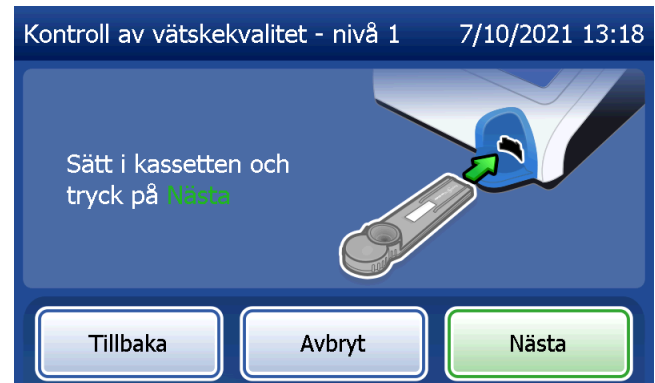 Kontroll av vätskekvalitet - nivå 1 7/10/2021 13:18
Sätt i kassetten och
tryck på Nästa
Tillbaka Avbryt Nästa